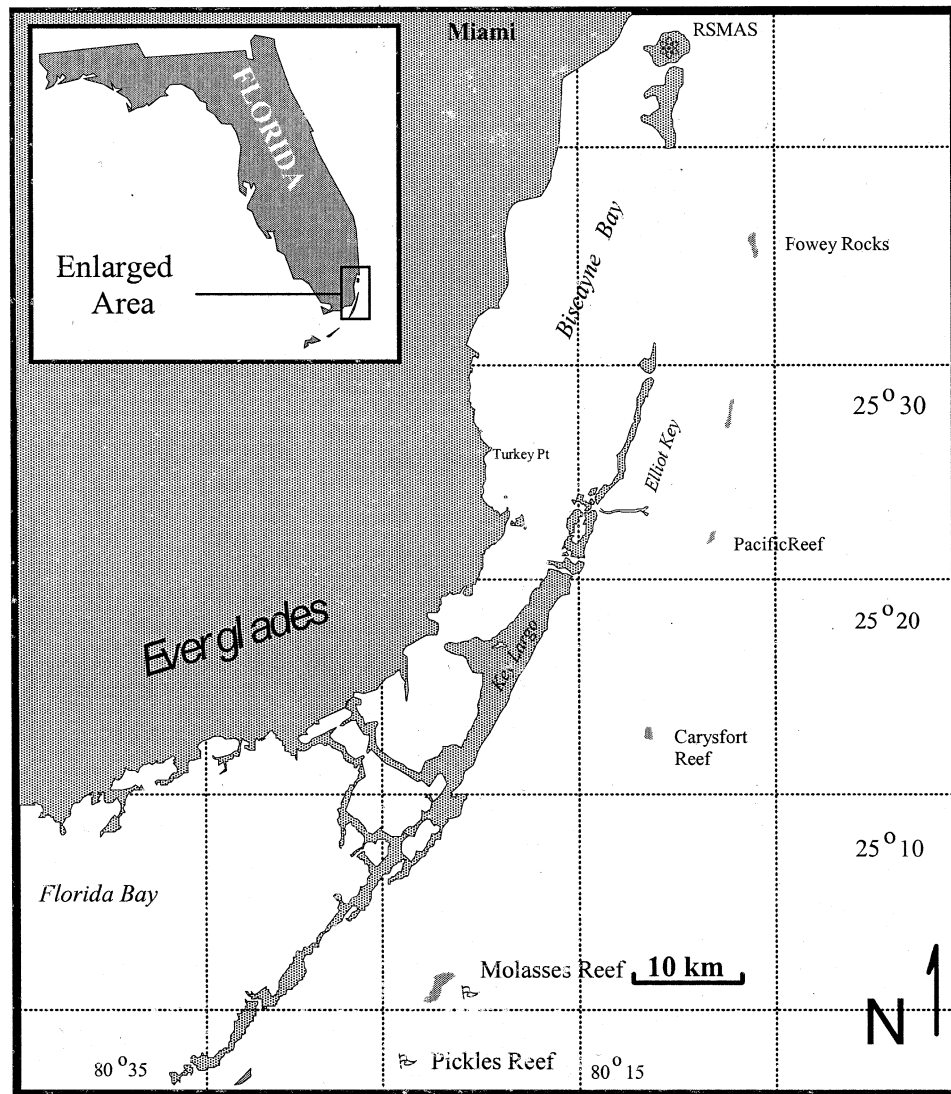 Miami
RSMAS
FLORIDA
Enlarged
Area
Biscayne Bay
Fowey Rocks
25° 30
Turkey Pt
Elliot Key
PacificReef
Everglades
25° 20
Key Largo
Carysfort
Reef
25° 10
Florida Bay
Molasses Reef
10 km
N
80° 35
Pickles Reef
80° 15